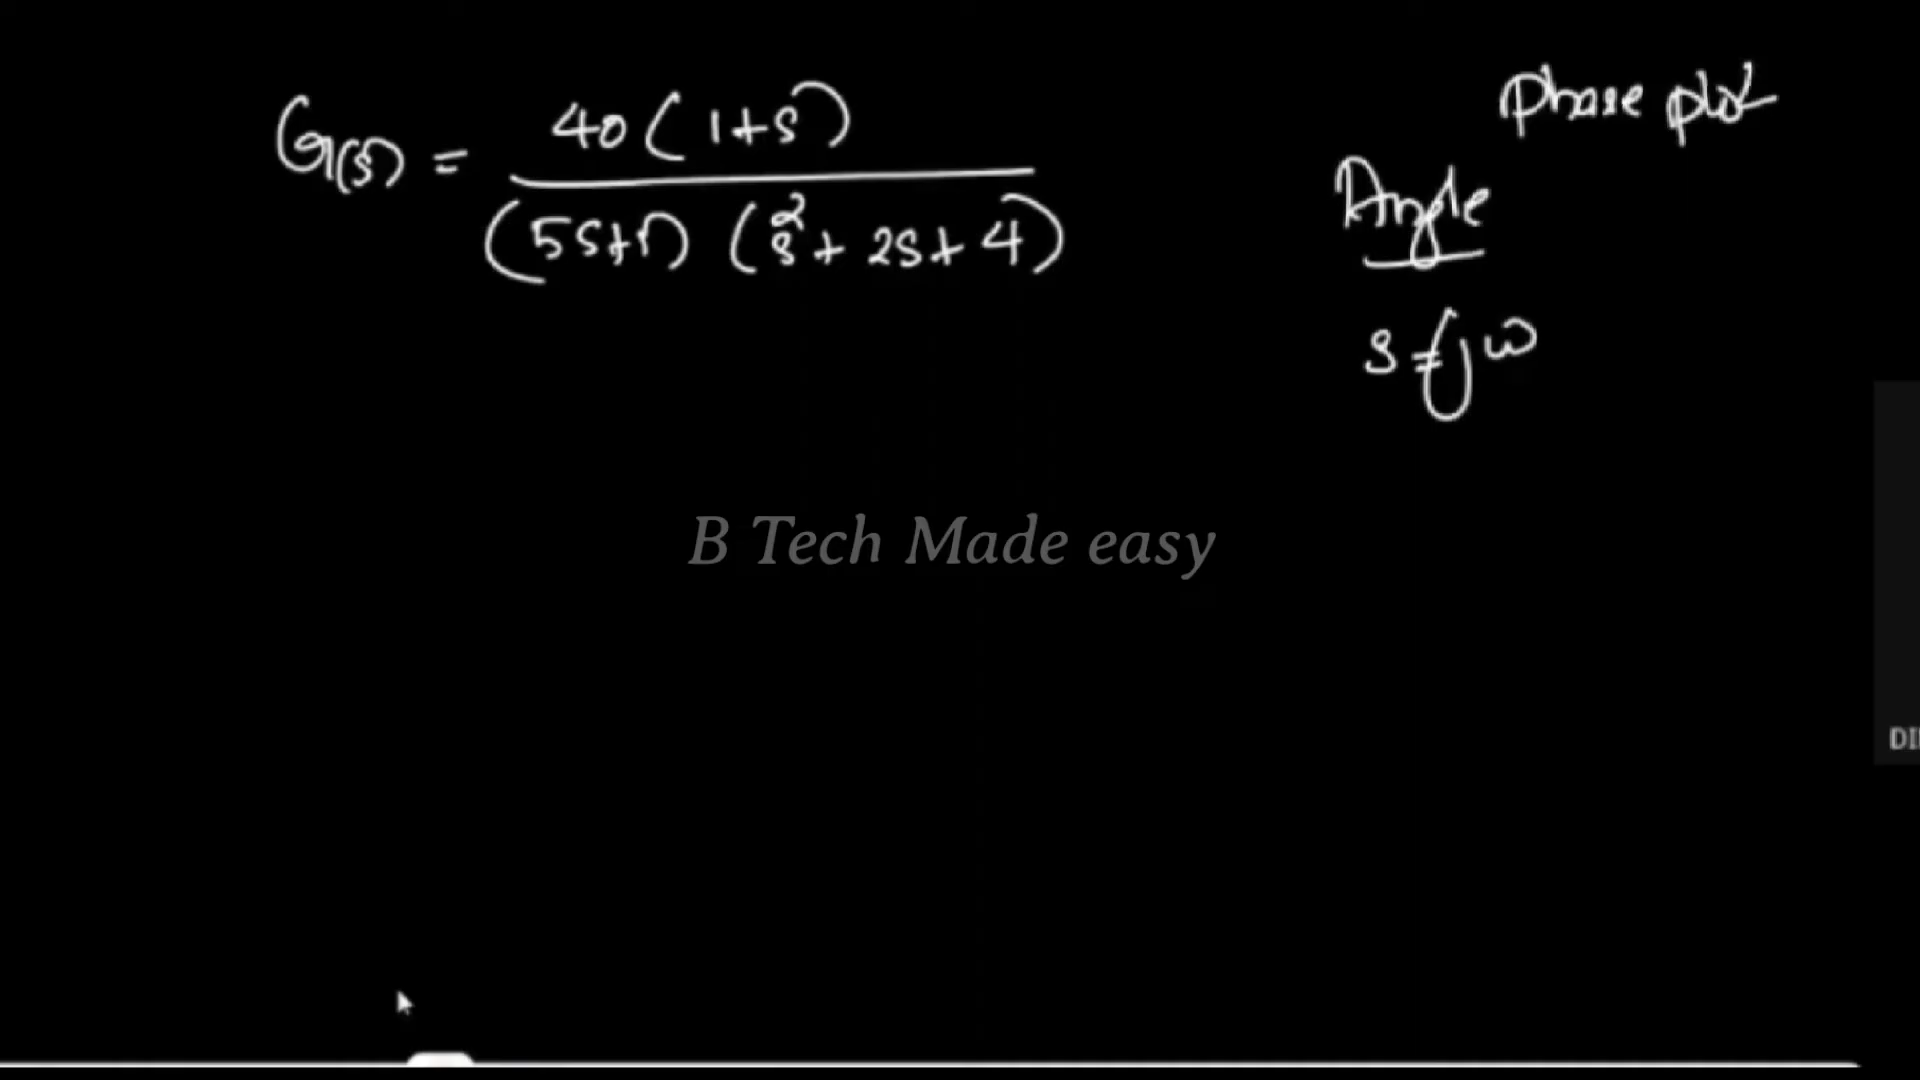 Phase plot
G(s) = 40(1+s) / (5s+1) (s²+2s+4)
Angle
s=jω
B Tech Made easy
DI